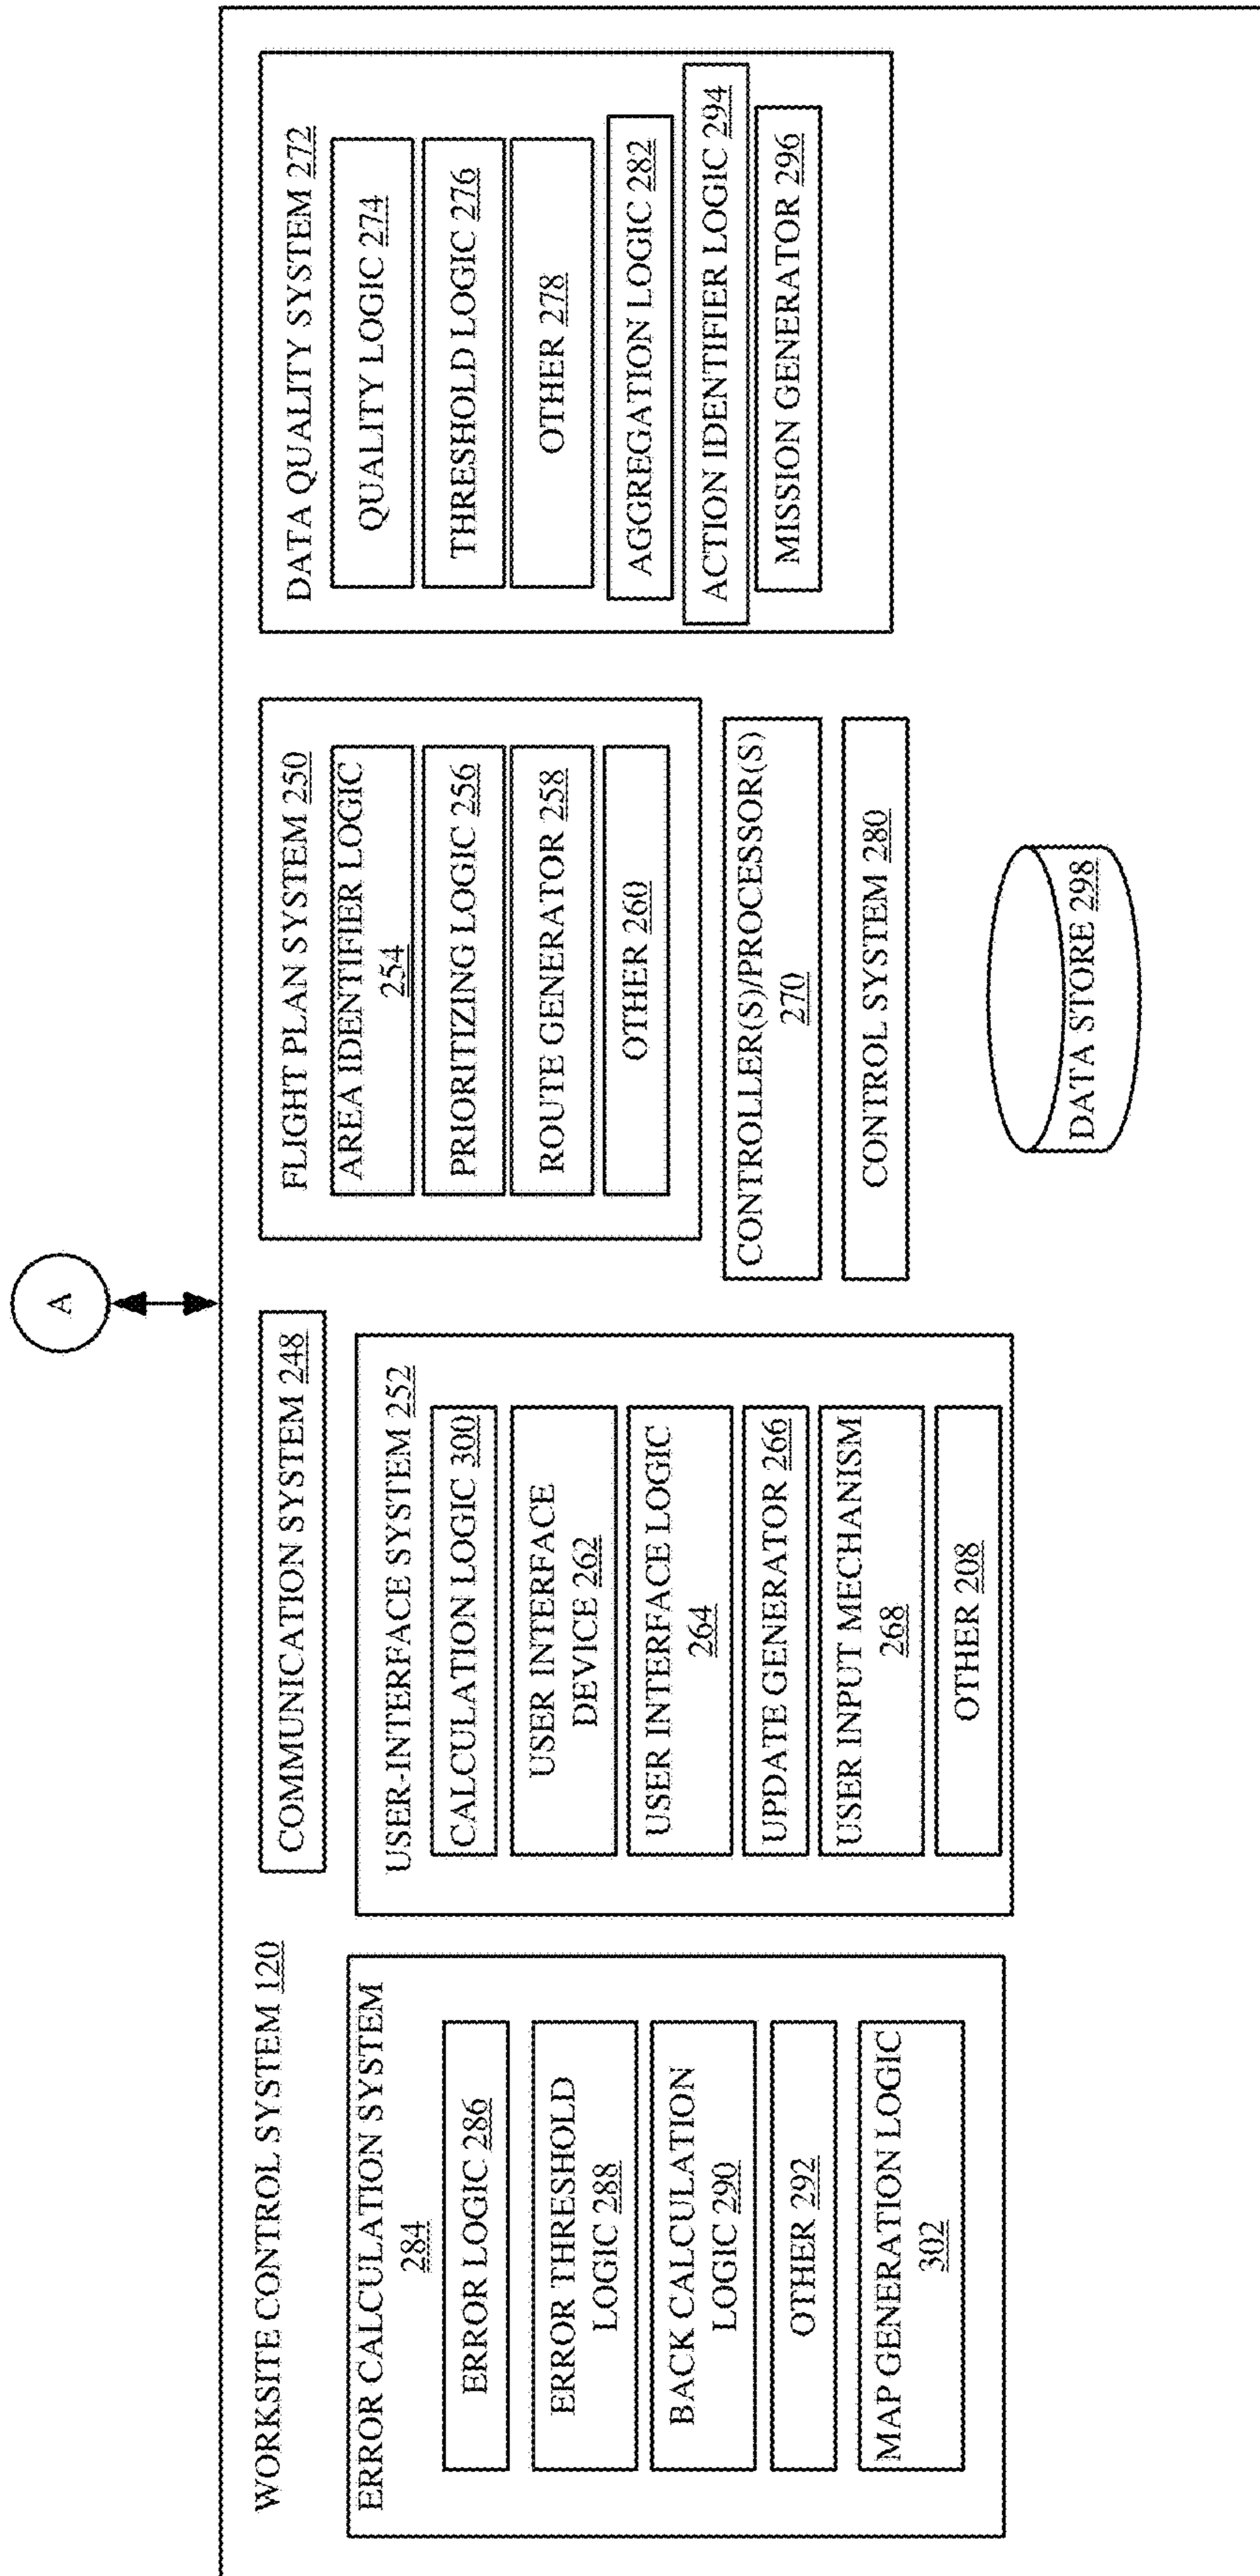 A
WORKSITE CONTROL SYSTEM 120
ERROR CALCULATION SYSTEM
284
ERROR LOGIC 286
ERROR THRESHOLD
LOGIC 288
BACK CALCULATION
LOGIC 290
OTHER 292
MAP GENERATION LOGIC
302
COMMUNICATION SYSTEM 248
USER-INTERFACE SYSTEM 252
CALCULATION LOGIC 300
USER INTERFACE
DEVICE 262
USER INTERFACE LOGIC
264
UPDATE GENERATOR 266
USER INPUT MECHANISM
268
OTHER 208
FLIGHT PLAN SYSTEM 250
AREA IDENTIFIER LOGIC
254
PRIORITIZING LOGIC 256
ROUTE GENERATOR 258
OTHER 260
CONTROLLER(S)/PROCESSOR(S)
270
CONTROL SYSTEM 280
DATA STORE 298
DATA QUALITY SYSTEM 272
QUALITY LOGIC 274
THRESHOLD LOGIC 276
OTHER 278
AGGREGATION LOGIC 282
ACTION IDENTIFIER LOGIC 294
MISSION GENERATOR 296